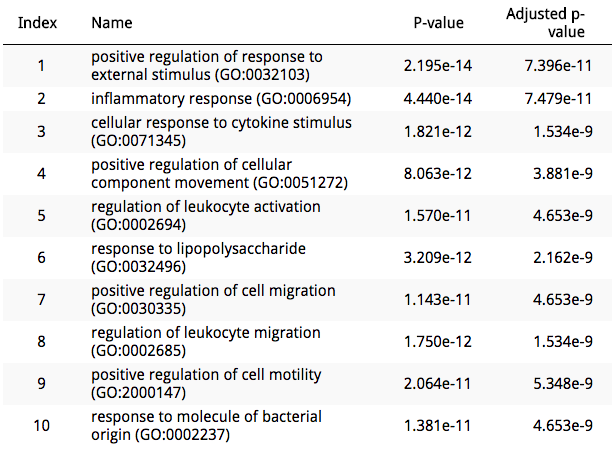 Index Name P-value Adjusted p-
value
1 positive regulation of response to
external stimulus (GO:0032103) 2.195e-14 7.396e-11
2 inflammatory response (GO:0006954) 4.440e-14 7.479e-11
3 cellular response to cytokine stimulus
(GO:0071345) 1.821e-12 1.534e-9
4 positive regulation of cellular
component movement (GO:0051272) 8.063e-12 3.881e-9
5 regulation of leukocyte activation
(GO:0002694) 1.570e-11 4.653e-9
6 response to lipopolysaccharide
(GO:0032496) 3.209e-12 2.162e-9
7 positive regulation of cell migration
(GO:0030335) 1.143e-11 4.653e-9
8 regulation of leukocyte migration
(GO:0002685) 1.750e-12 1.534e-9
9 positive regulation of cell motility
(GO:2000147) 2.064e-11 5.348e-9
10 response to molecule of bacterial
origin (GO:0002237) 1.381e-11 4.653e-9